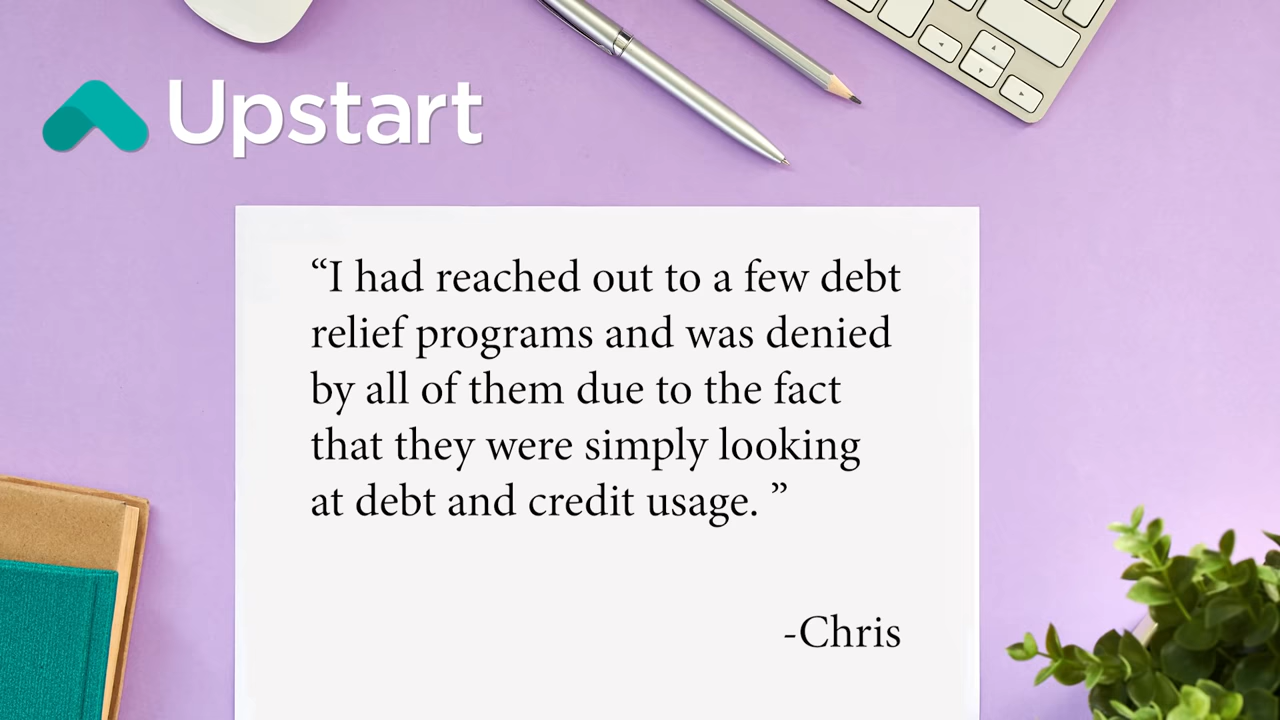 Upstart
“I had reached out to a few debt
relief programs and was denied
by all of them due to the fact
that they were simply looking
at debt and credit usage. ”
-Chris